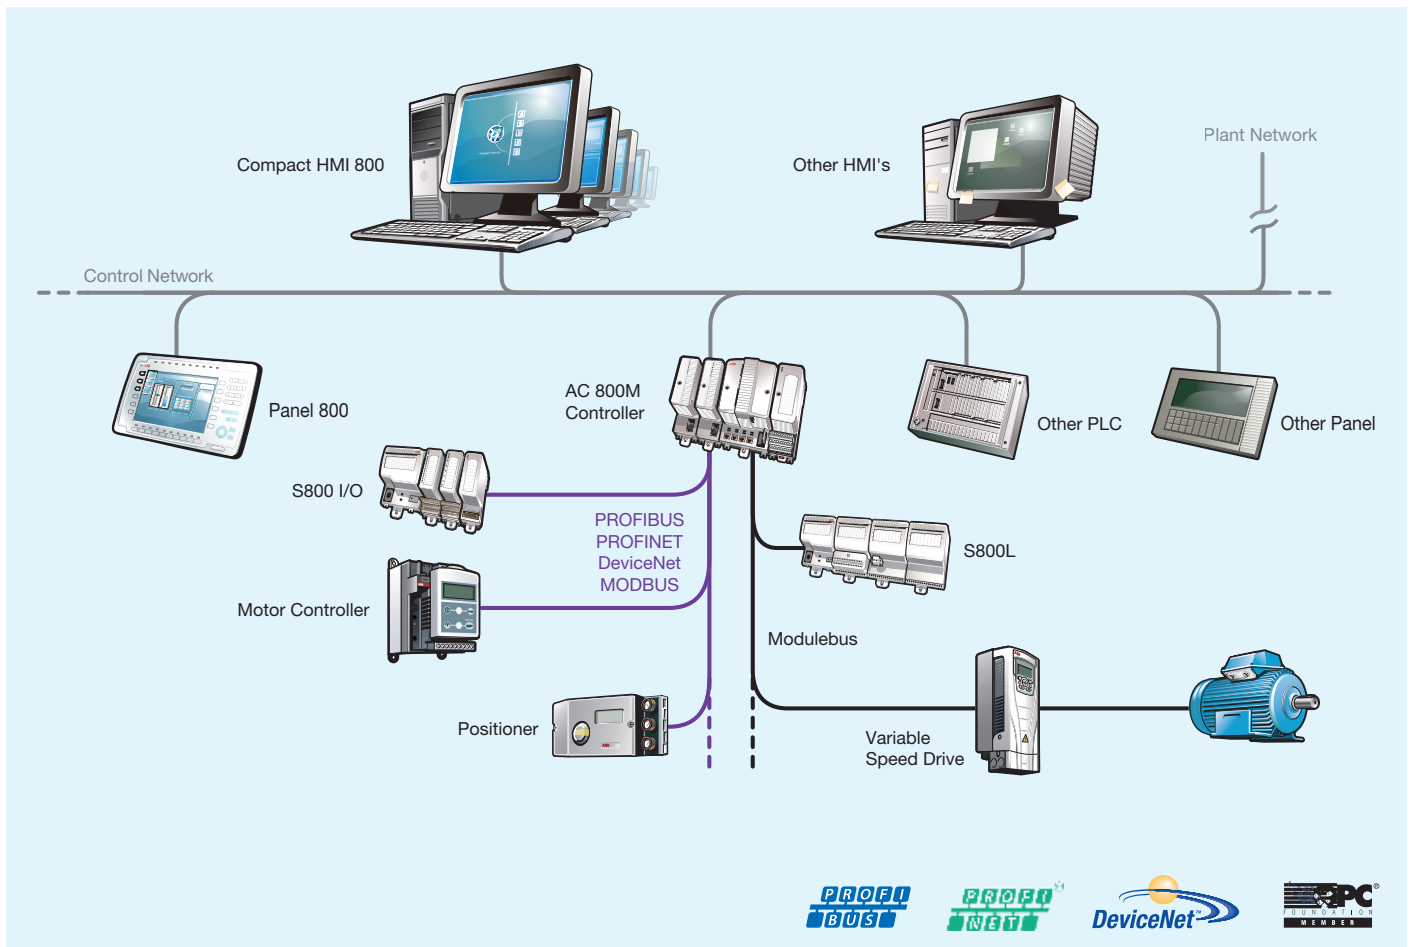 Compact HMI 800
Other HMI's
Plant Network
Control Network
Panel 800
AC 800M
Controller
Other PLC
Other Panel
S800 I/O
PROFIBUS
PROFINET
DeviceNet
MODBUS
S800L
Motor Controller
Modulebus
Positioner
Variable
Speed Drive
PROFI
BUS
PROFI
NET
DeviceNet™
OPC®
FOUNDATION
MEMBER